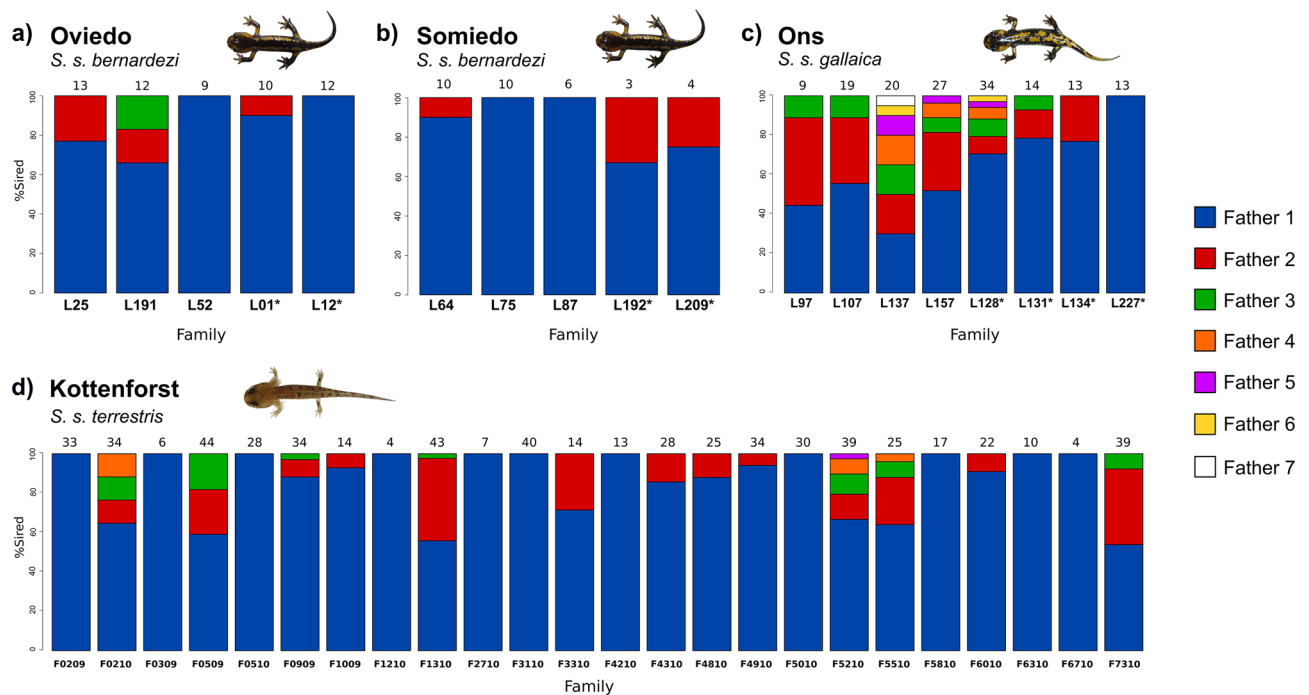 a) Oviedo
S. s. bernardezi
13 12 9 10 12
%Sired
0 20 40 60 80 100
L25 L191 L52 L01* L12*
Family
b) Somiedo
S. s. bernardezi
10 10 6 3 4
0 20 40 60 80 100
L64 L75 L87 L192* L209*
Family
c) Ons
S. s. gallaica
9 19 20 27 34 14 13 13
0 20 40 60 80 100
L97 L107 L137 L157 L128* L131* L134* L227*
Family
Father 1
Father 2
Father 3
Father 4
Father 5
Father 6
Father 7
d) Kottenforst
S. s. terrestris
33 34 6 44 28 34 14 4 43 7 40 14 13 28 25 34 30 39 25 17 22 10 4 39
%Sired
0 20 40 60 80 100
F0209 F0210 F0309 F0509 F0510 F0909 F1009 F1210 F1310 F2710 F3110 F3310 F4210 F4310 F4810 F4910 F5010 F5210 F5510 F5810 F6010 F6310 F6710 F7310
Family